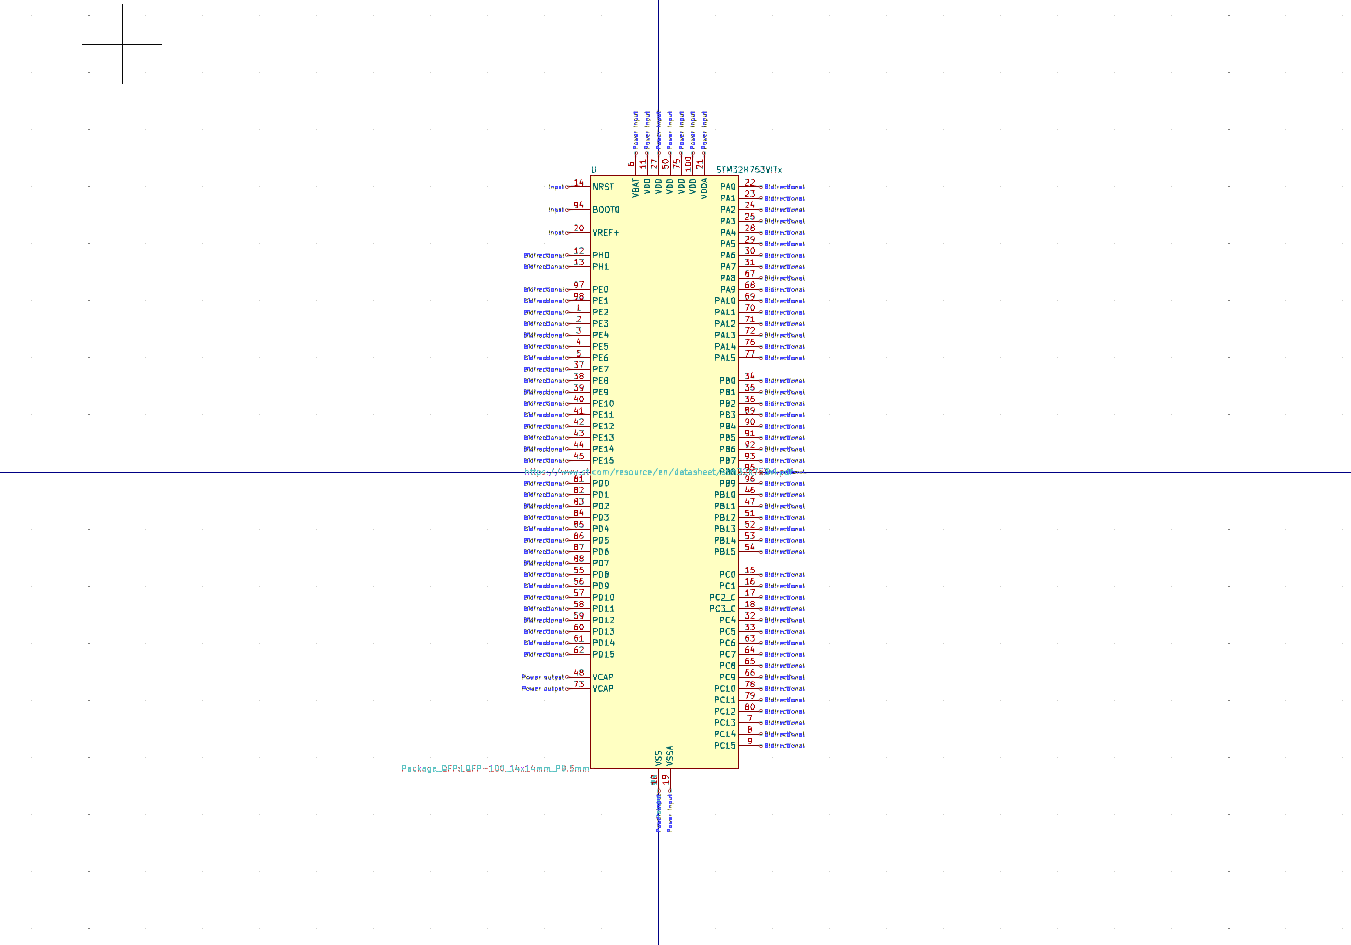 Power input Power input Power input Power input Power input Power input Power input
6 11 27 50 75 100 21
U STM32H753VITx
VBAT VDD VDD VDD VDD VDD VDDA
Input 14 NRST PA0 22 Bidirectional
PA1 23 Bidirectional
Input 94 BOOT0 PA2 24 Bidirectional
PA3 25 Bidirectional
Input 20 VREF+ PA4 28 Bidirectional
PA5 29 Bidirectional
Bidirectional 12 PH0 PA6 30 Bidirectional
Bidirectional 13 PH1 PA7 31 Bidirectional
PA8 67 Bidirectional
Bidirectional 97 PE0 PA9 68 Bidirectional
Bidirectional 98 PE1 PA10 69 Bidirectional
Bidirectional 1 PE2 PA11 70 Bidirectional
Bidirectional 2 PE3 PA12 71 Bidirectional
Bidirectional 3 PE4 PA13 72 Bidirectional
Bidirectional 4 PE5 PA14 76 Bidirectional
Bidirectional 5 PE6 PA15 77 Bidirectional
Bidirectional 37 PE7
Bidirectional 38 PE8 PB0 34 Bidirectional
Bidirectional 39 PE9 PB1 35 Bidirectional
Bidirectional 40 PE10 PB2 36 Bidirectional
Bidirectional 41 PE11 PB3 89 Bidirectional
Bidirectional 42 PE12 PB4 90 Bidirectional
Bidirectional 43 PE13 PB5 91 Bidirectional
Bidirectional 44 PE14 PB6 92 Bidirectional
Bidirectional 45 PE15 PB7 93 Bidirectional
PB8 95
Bidirectional 81 PD0 PB9 96 Bidirectional
Bidirectional 82 PD1 PB10 46 Bidirectional
Bidirectional 83 PD2 PB11 47 Bidirectional
Bidirectional 84 PD3 PB12 51 Bidirectional
Bidirectional 85 PD4 PB13 52 Bidirectional
Bidirectional 86 PD5 PB14 53 Bidirectional
Bidirectional 87 PD6 PB15 54 Bidirectional
Bidirectional 88 PD7
Bidirectional 55 PD8 PC0 15 Bidirectional
Bidirectional 56 PD9 PC1 16 Bidirectional
Bidirectional 57 PD10 PC2_C 17 Bidirectional
Bidirectional 58 PD11 PC3_C 18 Bidirectional
Bidirectional 59 PD12 PC4 32 Bidirectional
Bidirectional 60 PD13 PC5 33 Bidirectional
Bidirectional 61 PD14 PC6 63 Bidirectional
Bidirectional 62 PD15 PC7 64 Bidirectional
PC8 65 Bidirectional
Power output 48 VCAP PC9 66 Bidirectional
Power output 73 VCAP PC10 78 Bidirectional
PC11 79 Bidirectional
PC12 80 Bidirectional
PC13 7 Bidirectional
PC14 8 Bidirectional
PC15 9 Bidirectional
VSS VSSA
Package_QFP:LQFP-100_14x14mm_P0.5mm
19
Power input